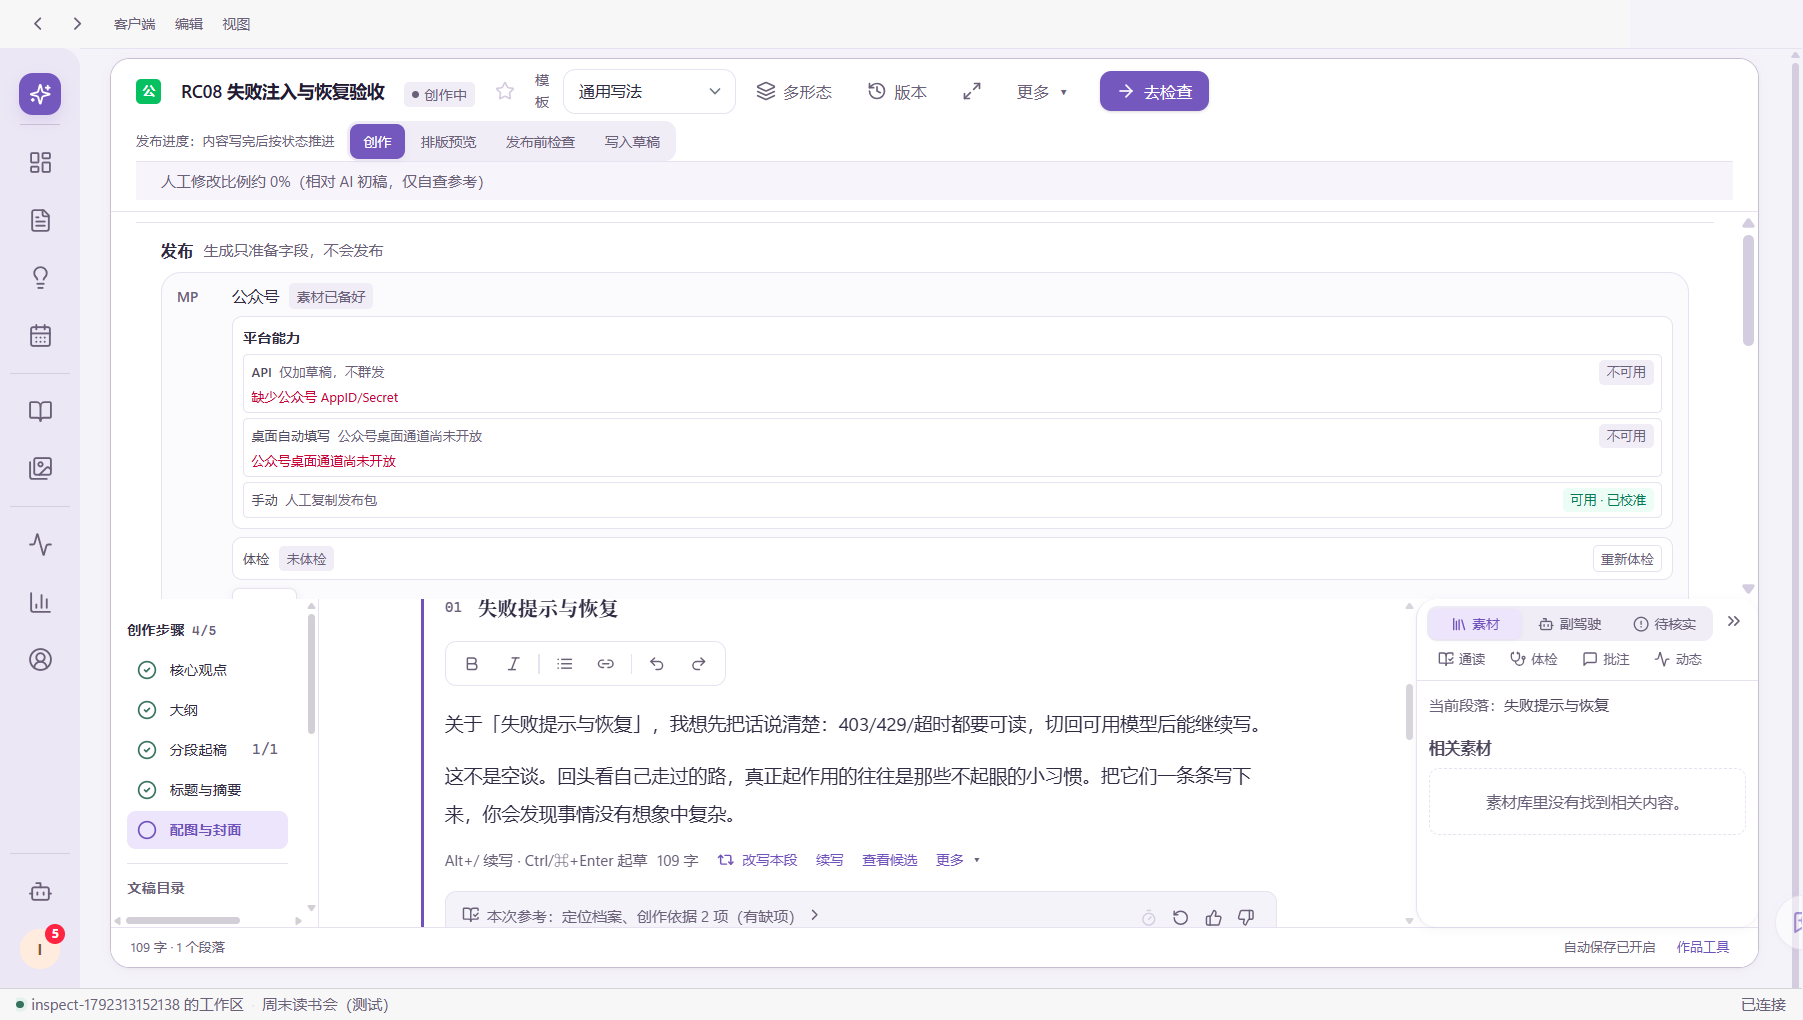 客户端 编辑 视图
公 RC08 失败注入与恢复验收 创作中 模板 通用写法 多形态 版本 更多 去检查
发布进度：内容写完后按状态推进 创作 排版预览 发布前检查 写入草稿
人工修改比例约 0%（相对 AI 初稿，仅自查参考）
发布 生成只准备字段，不会发布
MP 公众号 素材已备好
平台能力
API 仅加草稿，不群发 不可用
缺少公众号 AppID/Secret
桌面自动填写 公众号桌面通道尚未开放 不可用
公众号桌面通道尚未开放
手动 人工复制发布包 可用 · 已校准
体检 未体检 重新体检
创作步骤 4/5
核心观点
大纲
分段起稿 1/1
标题与摘要
配图与封面
文稿目录
01 失败提示与恢复
关于「失败提示与恢复」，我想先把话说清楚：403/429/超时都要可读，切回可用模型后能继续写。
这不是空谈。回头看自己走过的路，真正起作用的往往是那些不起眼的小习惯。把它们一条条写下
来，你会发现事情没有想象中复杂。
Alt+/ 续写 · Ctrl/⌘+Enter 起草 109 字 改写本段 续写 查看候选 更多
本次参考：定位档案、创作依据 2 项（有缺项）
素材 副驾驶 待核实
通读 体检 批注 动态
当前段落：失败提示与恢复
相关素材
素材库里没有找到相关内容。
109 字 · 1 个段落 自动保存已开启 作品工具
I 5
inspect-1792313152138 的工作区 周末读书会（测试） 已连接